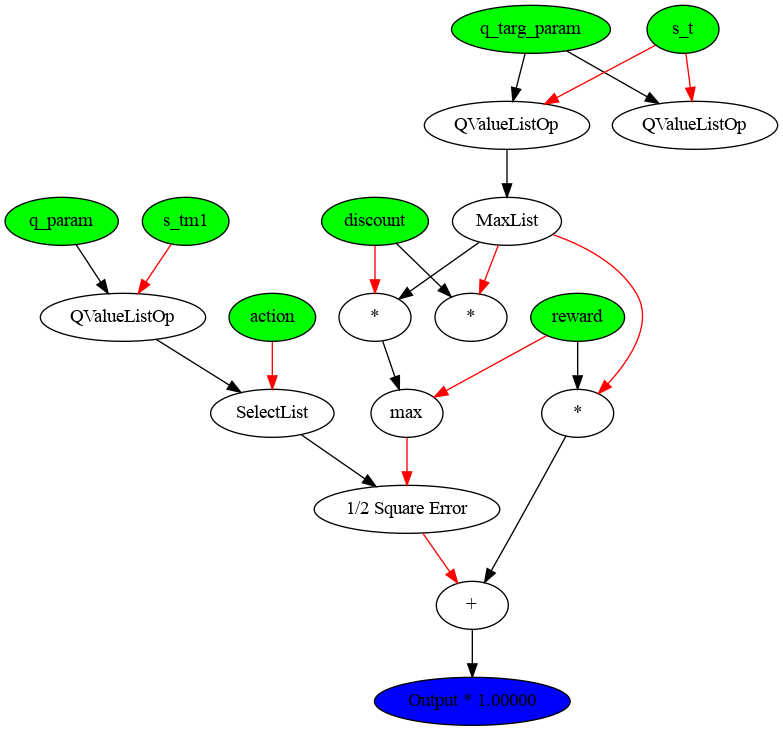 q_targ_param
s_t
QValueListOp
QValueListOp
q_param
s_tm1
discount
MaxList
QValueListOp
action
*
*
reward
SelectList
max
*
1/2 Square Error
+
Output * 1.00000